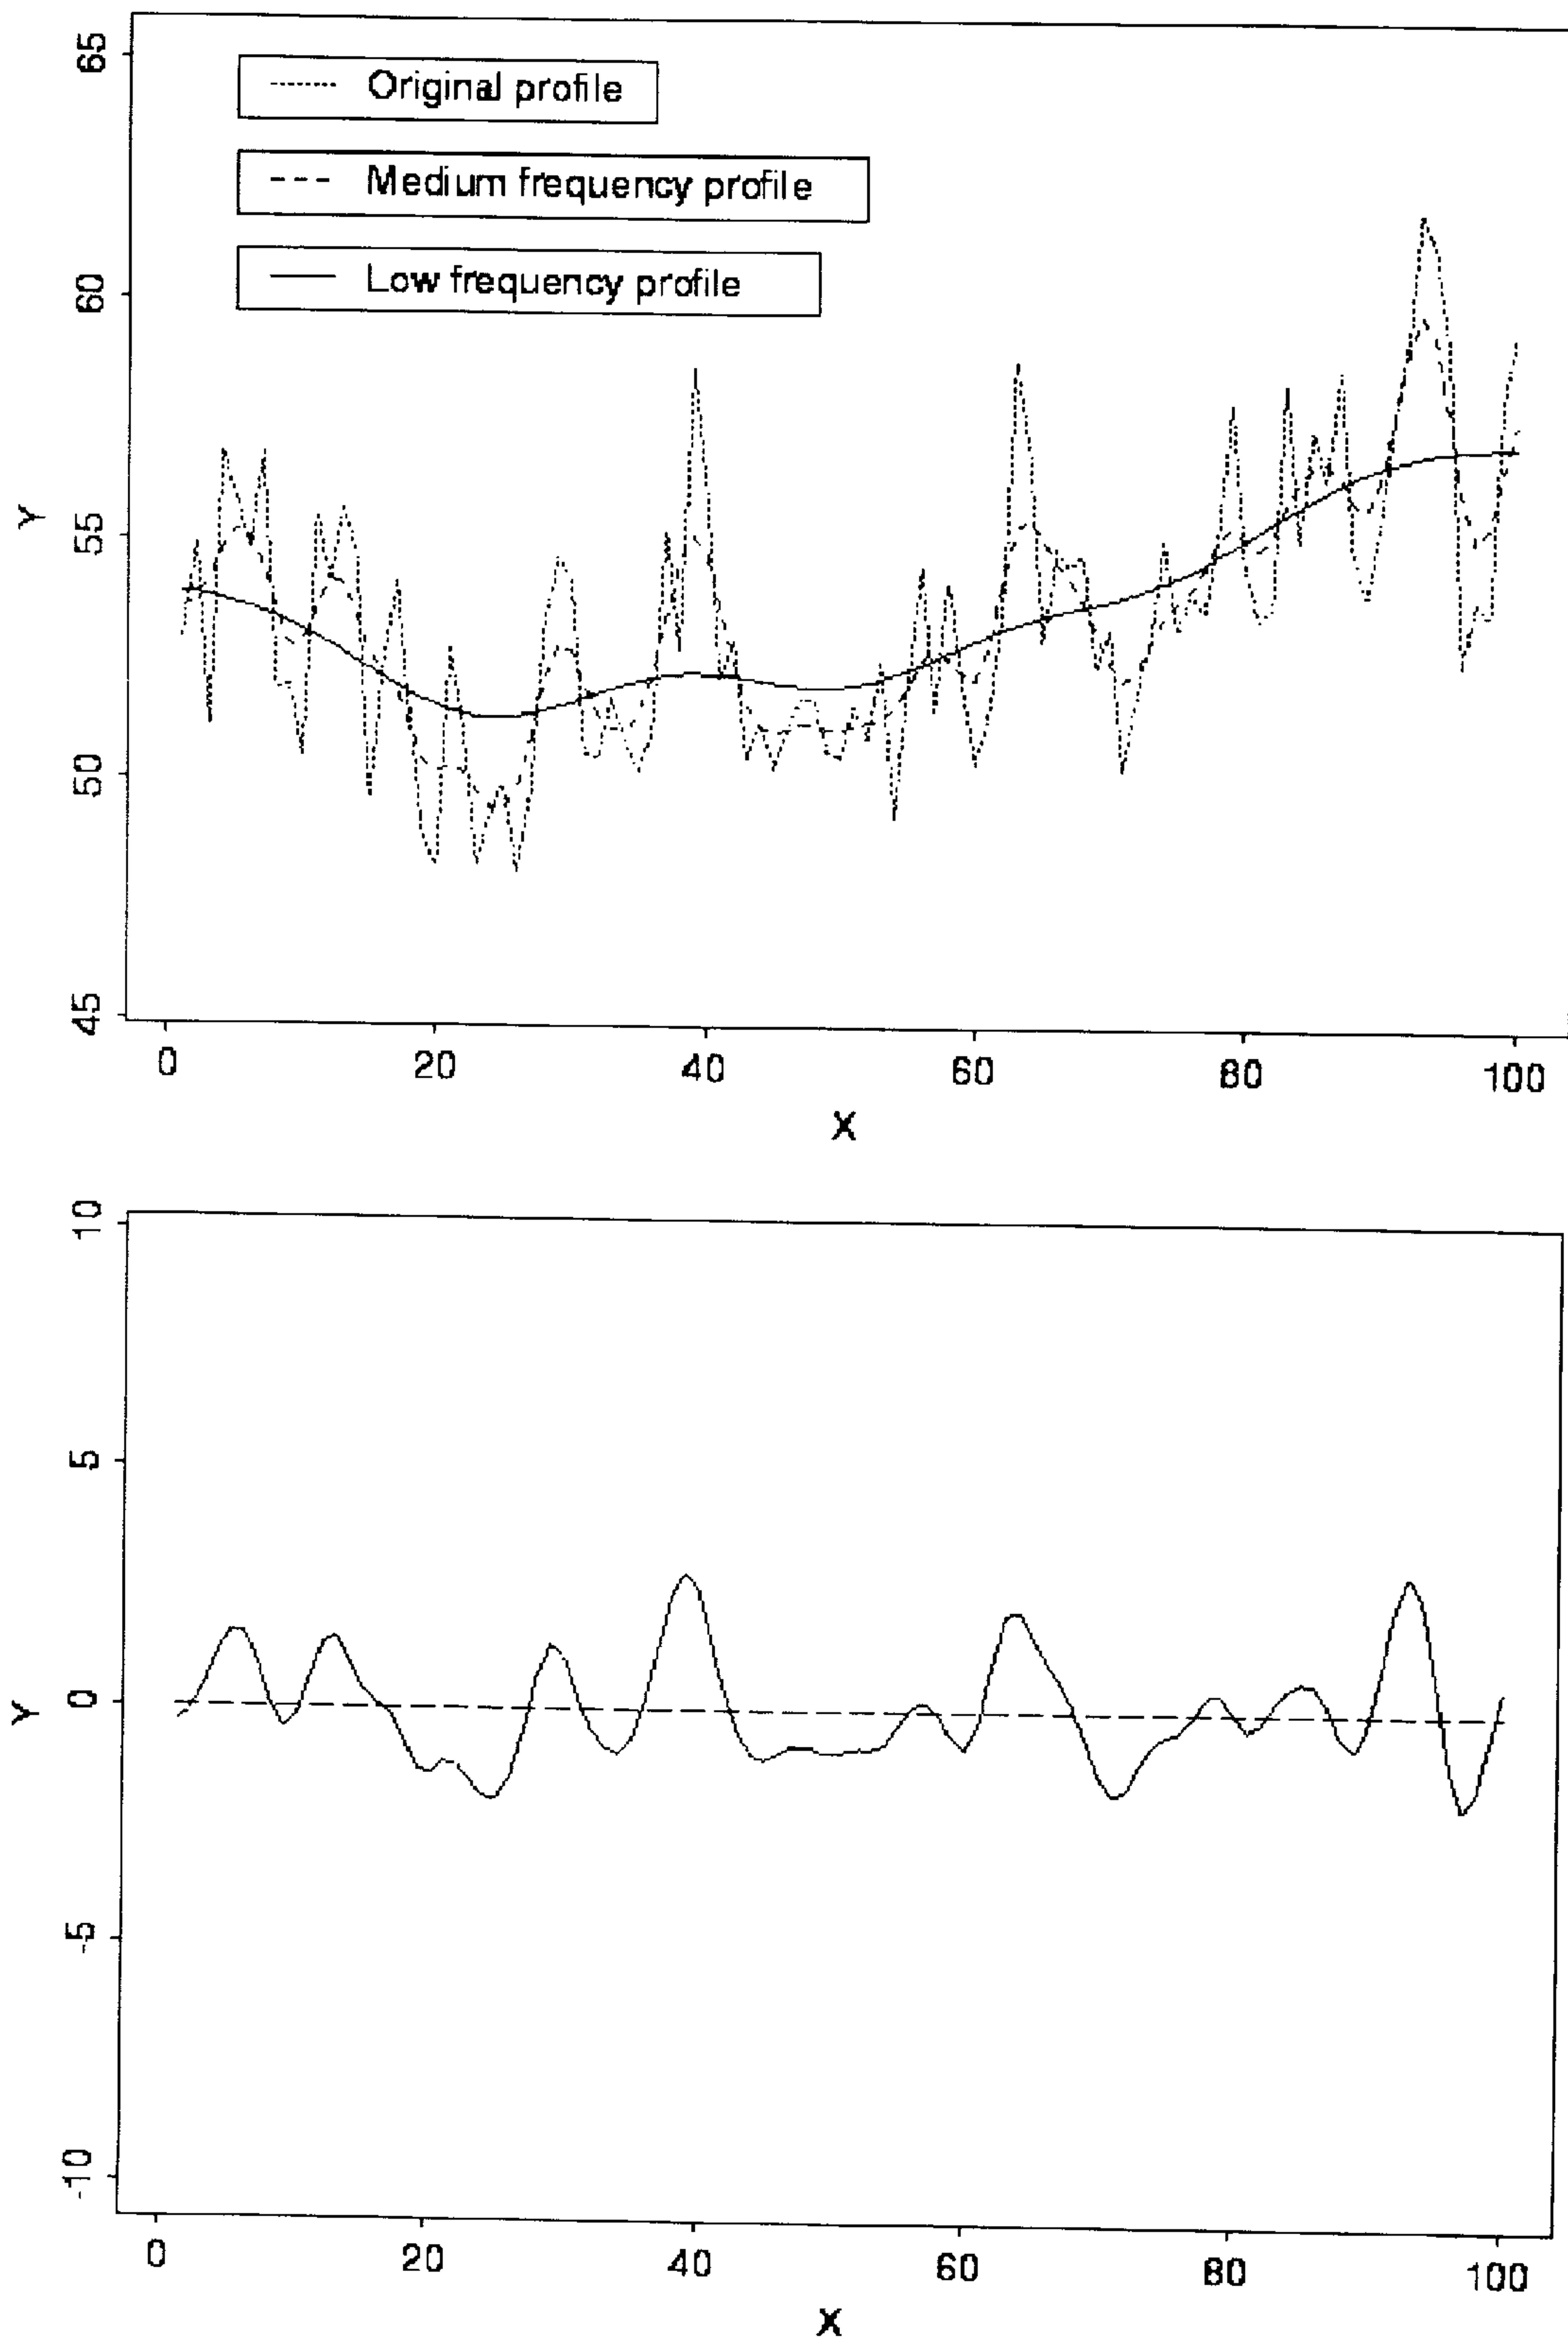 Original profile
Medium frequency profile
Low frequency profile
65
60
55
50
45
Y
0 20 40 60 80 100
X
10
5
0
-5
-10
Y
0 20 40 60 80 100
X